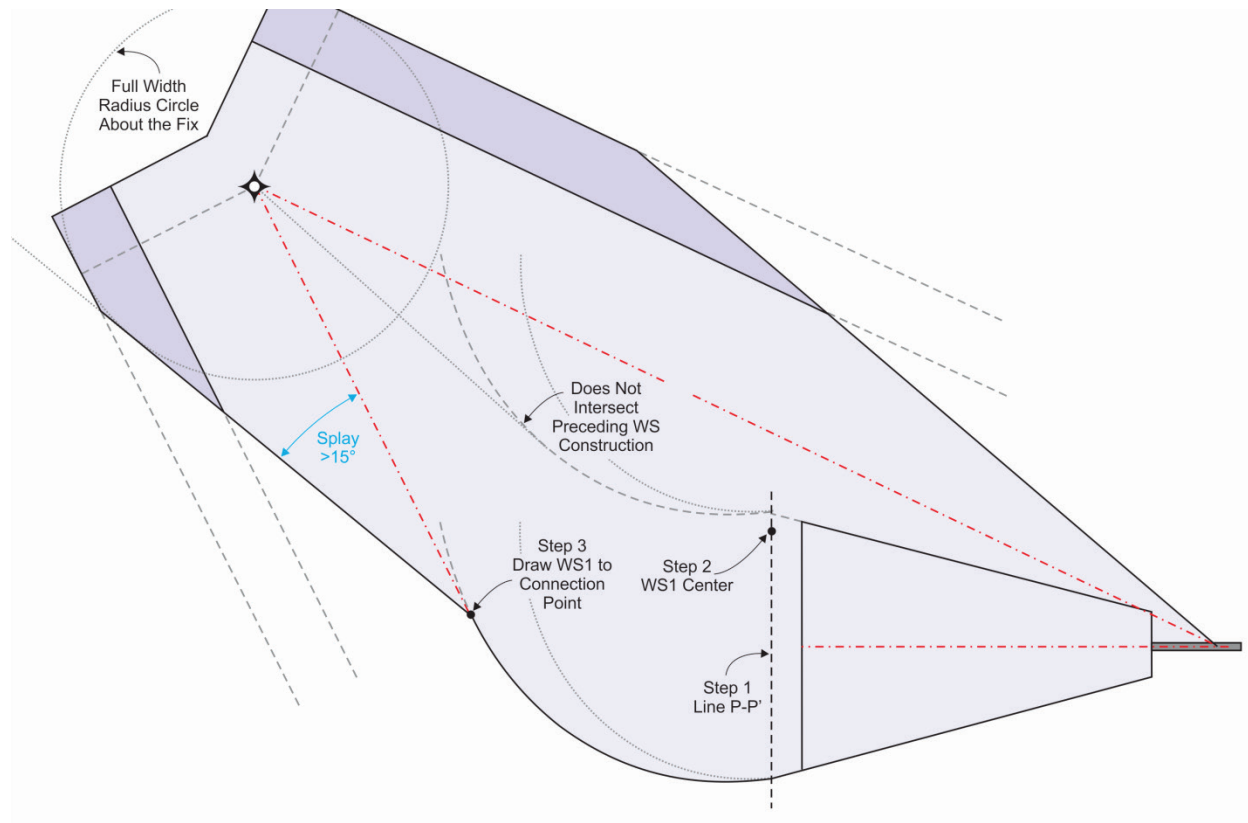 Full Width
Radius Circle
About the Fix
Does Not
Intersect
Preceding WS
Construction
Splay
>15°
Step 3
Draw WS1 to
Connection
Point
Step 2
WS1 Center
Step 1
Line P-P’